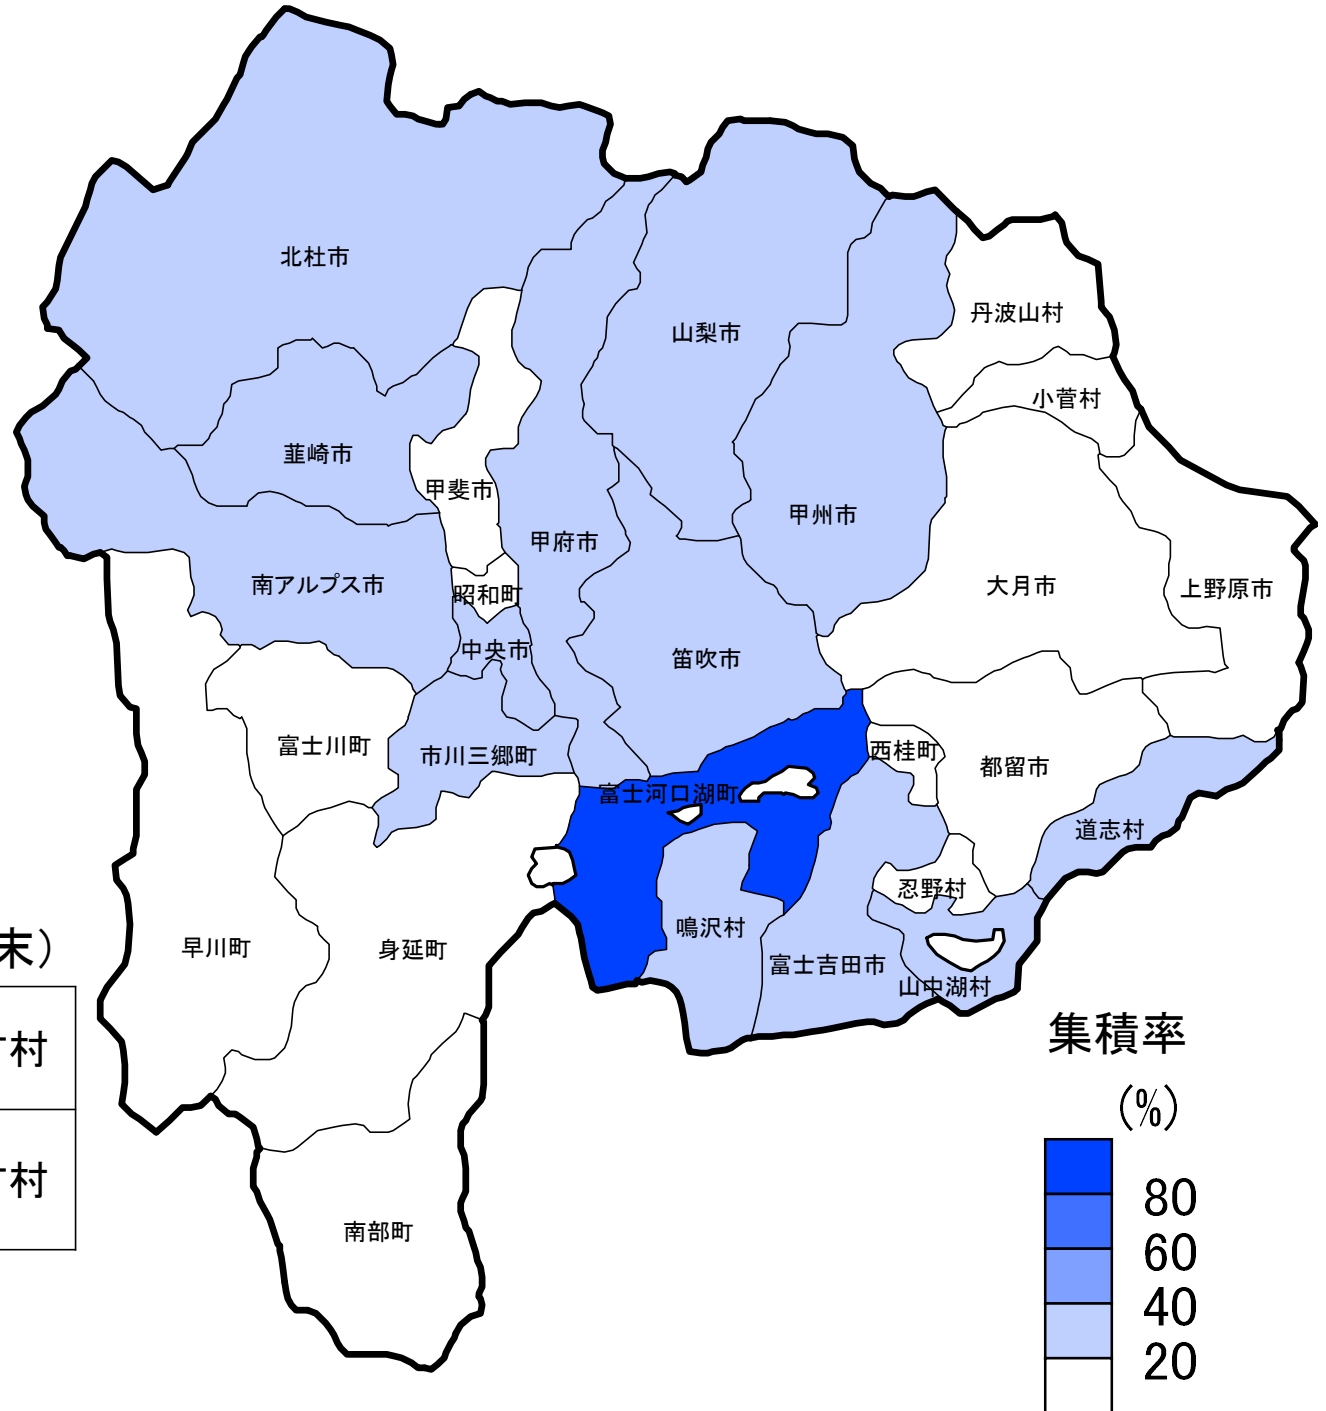 北杜市
丹波山村
山梨市
小菅村
韮崎市
甲斐市
甲州市
甲府市
南アルプス市
昭和町
大月市
上野原市
中央市
笛吹市
富士川町
市川三郷町
西桂町
都留市
富士河口湖町
道志村
忍野村
鳴沢村
早川町
身延町
富士吉田市
山中湖村
末)
村
村
南部町
集積率
(%)
80
60
40
20